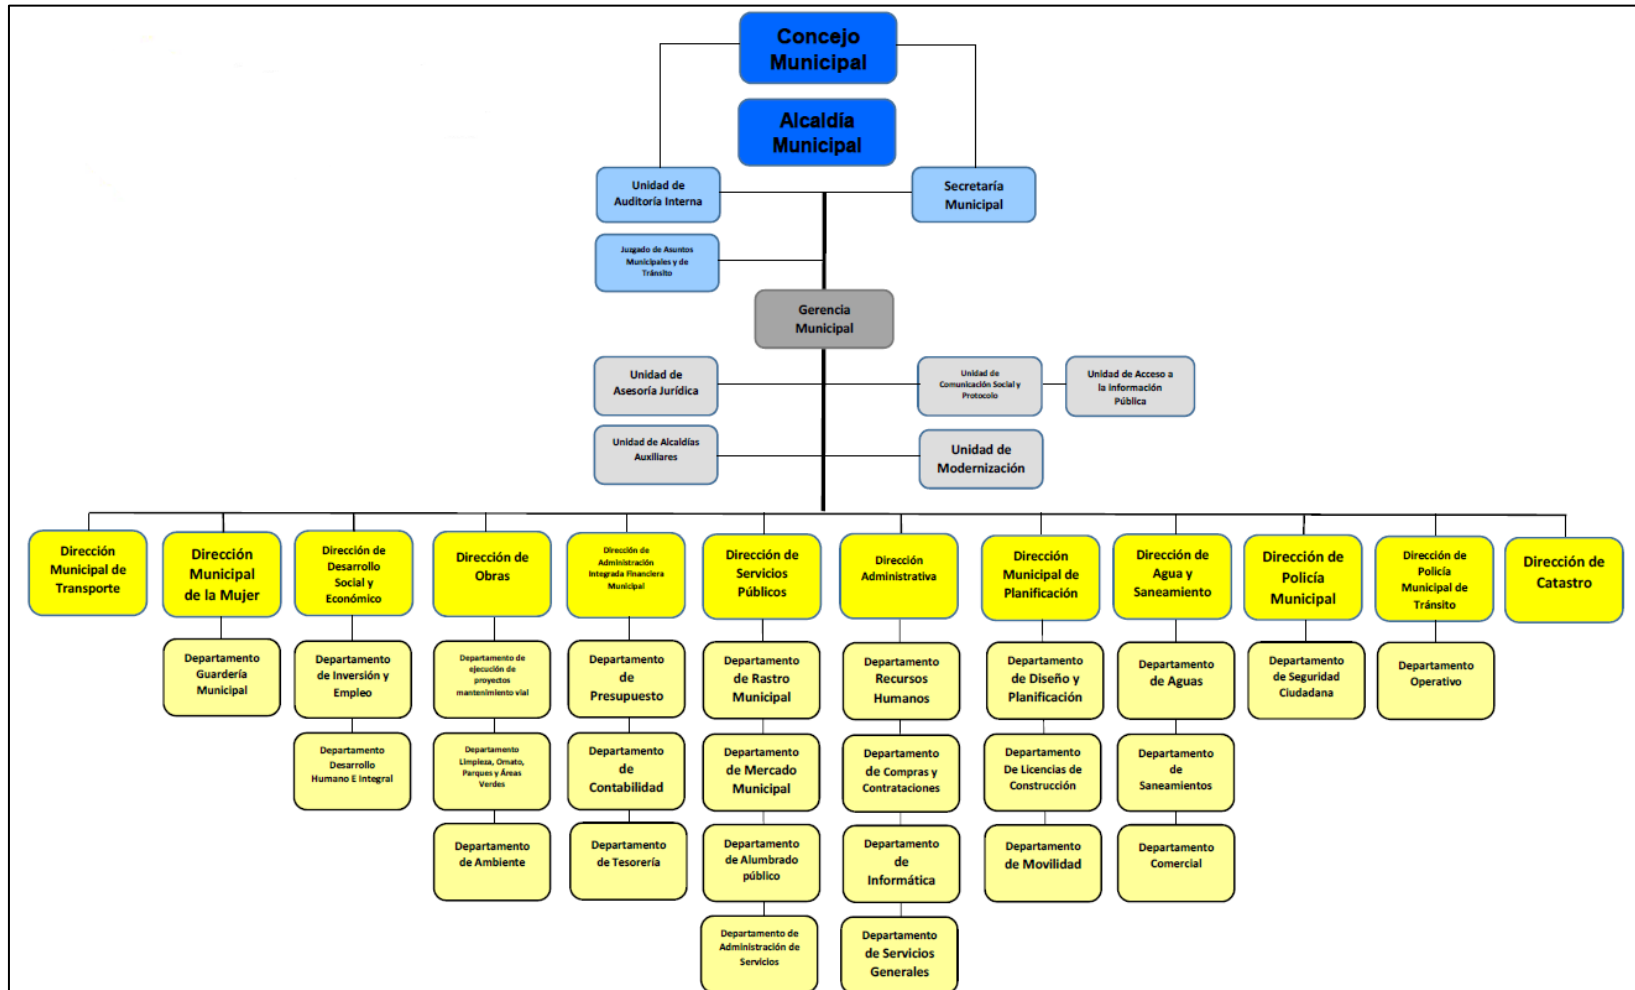 Concejo
Municipal
Alcaldía
Municipal
Unidad de
Auditoría Interna
Secretaría
Municipal
Juzgado de Asuntos
Municipales y de
Tránsito
Gerencia
Municipal
Unidad de
Asesoría Jurídica
Unidad de
Comunicación Social y
Protocolo
Unidad de Acceso a
la Información
Pública
Unidad de Alcaldías
Auxiliares
Unidad de
Modernización
Dirección
Municipal de
Transporte
Dirección
Municipal
de la Mujer
Dirección de
Desarrollo
Social y
Económico
Dirección de
Obras
Dirección de
Administración
Integrada Financiera
Municipal
Dirección de
Servicios
Públicos
Dirección
Administrativa
Dirección
Municipal de
Planificación
Dirección de
Agua y
Saneamiento
Dirección
de Policía
Municipal
Dirección de
Policía
Municipal de
Tránsito
Dirección de
Catastro
Departamento
Guardería
Municipal
Departamento
de Inversión y
Empleo
Departamento de
ejecución de
proyectos
mantenimiento vial
Departamento
de
Presupuesto
Departamento
de Rastro
Municipal
Departamento
Recursos
Humanos
Departamento
de Diseño y
Planificación
Departamento
de Aguas
Departamento
de Seguridad
Ciudadana
Departamento
Operativo
Departamento
Desarrollo
Humano E Integral
Departamento
Limpieza, Ornato,
Parques y Áreas
Verdes
Departamento
de
Contabilidad
Departamento
de Mercado
Municipal
Departamento
de Compras y
Contrataciones
Departamento
De Licencias de
Construcción
Departamento
de
Saneamientos
Departamento
de Ambiente
Departamento
de Tesorería
Departamento
de Alumbrado
público
Departamento
de
Informática
Departamento
de Movilidad
Departamento
Comercial
Departamento de
Administración de
Servicios
Departamento
de Servicios
Generales